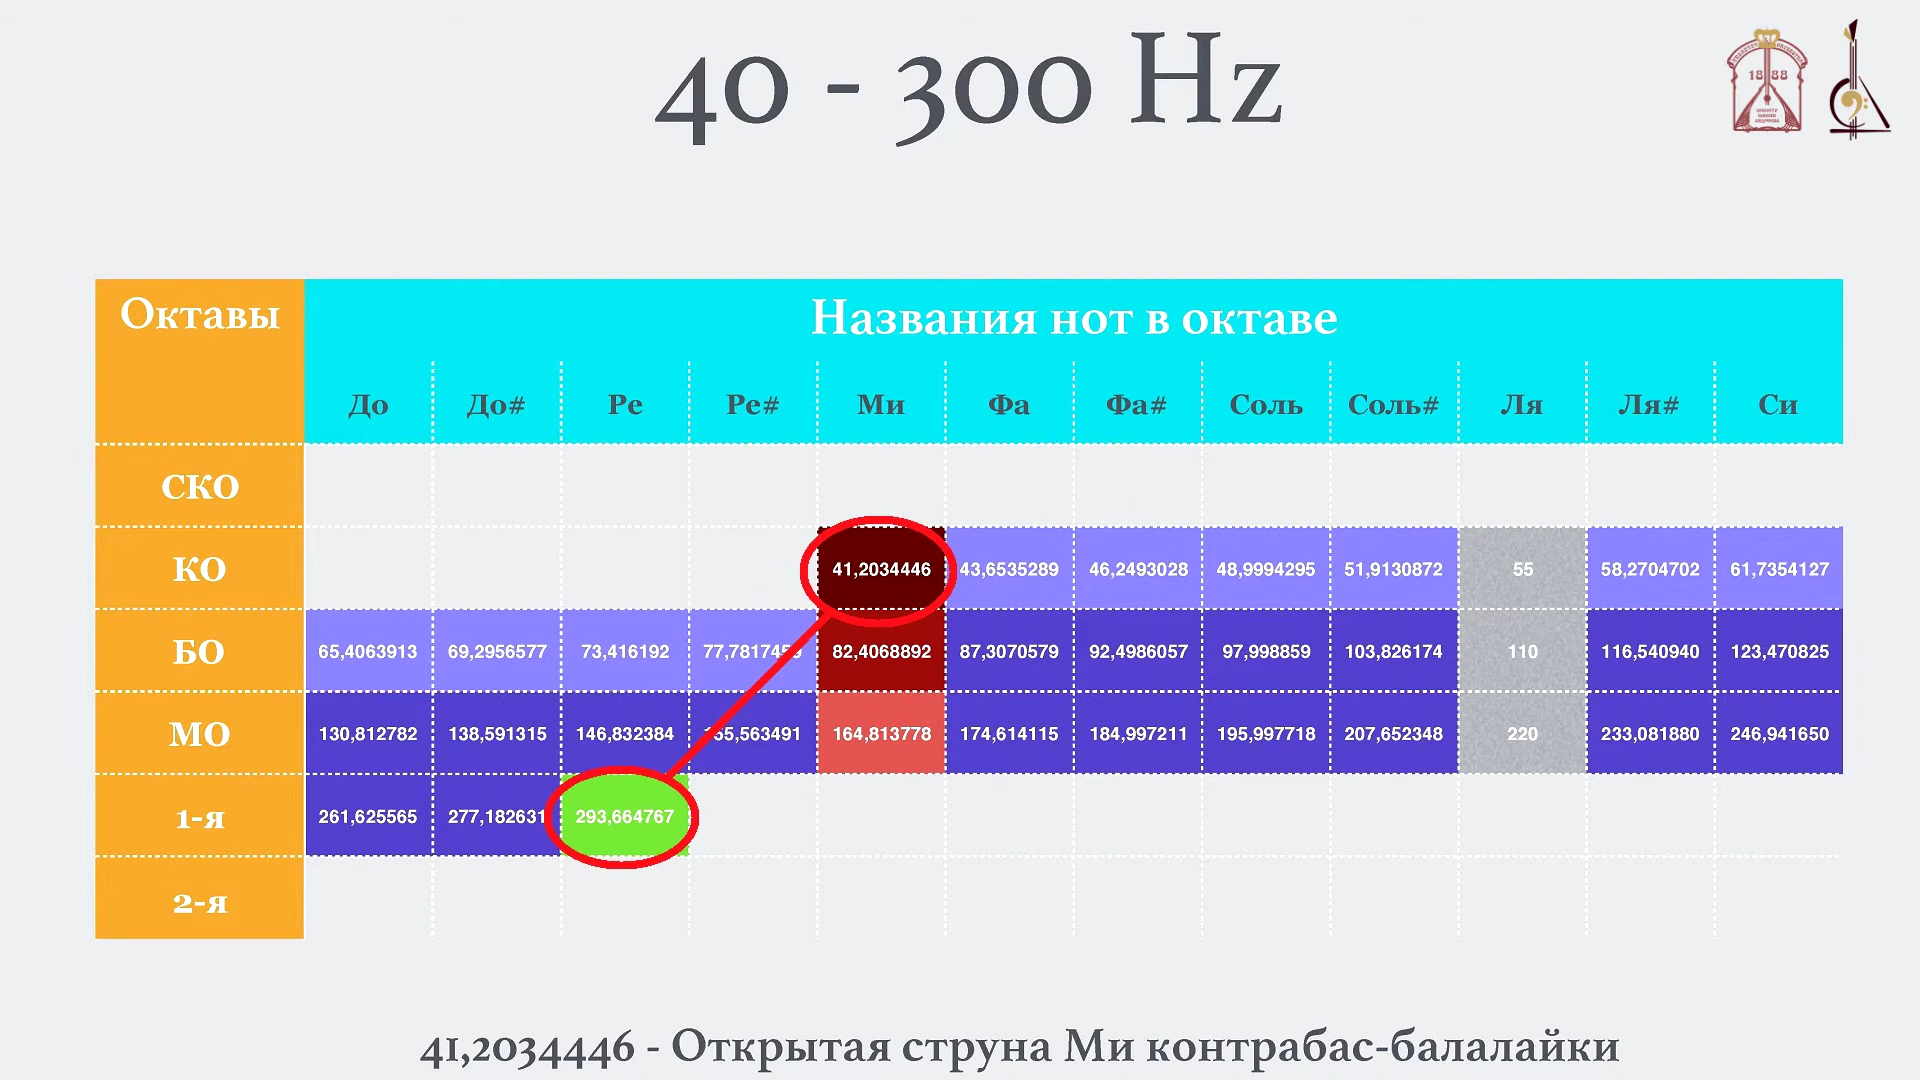 40 - 300 Hz
1888
Октавы
Названия нот в октаве
До До# Ре Ре# Ми Фа Фа# Соль Соль# Ля Ля# Си
СКО
КО 41,2034446 43,6535289 46,2493028 48,9994295 51,9130872 55 58,2704702 61,7354127
БО 65,4063913 69,2956577 73,416192 82,4068892 87,3070579 92,4986057 97,998859 103,826174 110 116,540940 123,470825
МО 130,812782 138,591315 146,832384 164,813778 174,614115 184,997211 195,997718 207,652348 220 233,081880 246,941650
1-я 261,625565 277,182631 293,664767
2-я
41,2034446 - Открытая струна Ми контрабас-балалайки